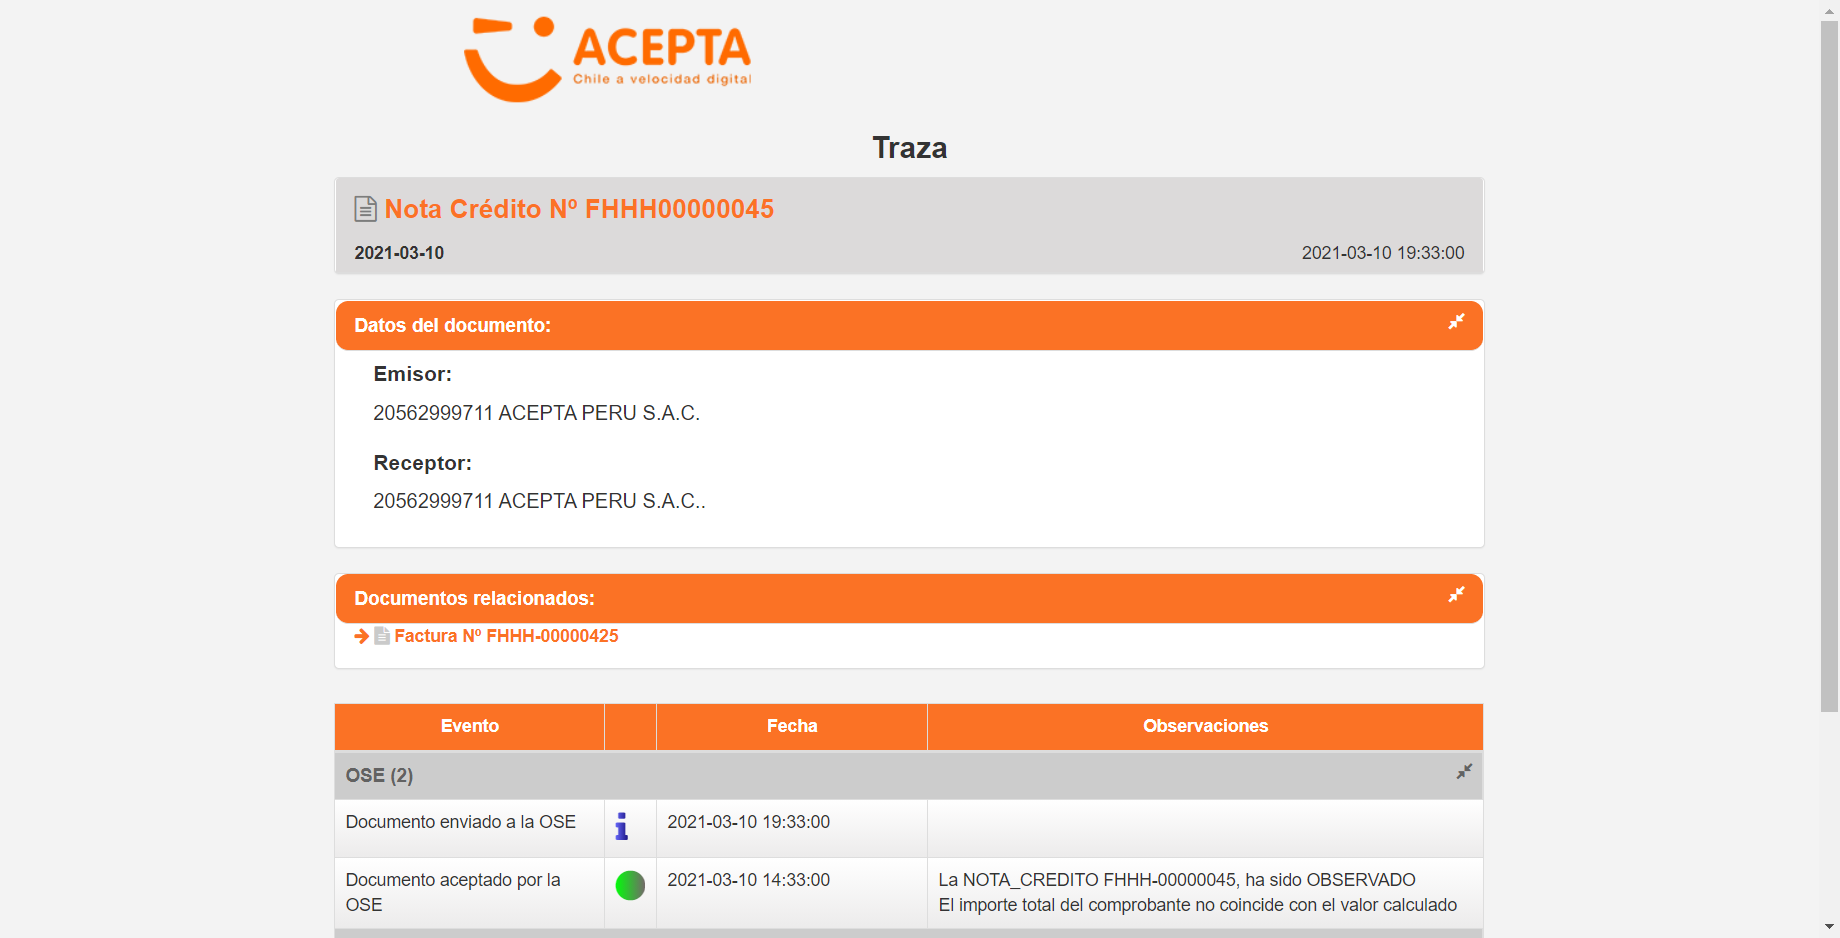 ACEPTA
Chile a velocidad digital
Traza
Nota Crédito Nº FHHH00000045
2021-03-10
2021-03-10 19:33:00
Datos del documento:
Emisor:
20562999711 ACEPTA PERU S.A.C.
Receptor:
20562999711 ACEPTA PERU S.A.C..
Documentos relacionados:
Factura Nº FHHH-00000425
Evento Fecha Observaciones
OSE (2)
Documento enviado a la OSE 2021-03-10 19:33:00
Documento aceptado por la OSE 2021-03-10 14:33:00 La NOTA_CREDITO FHHH-00000045, ha sido OBSERVADO
El importe total del comprobante no coincide con el valor calculado